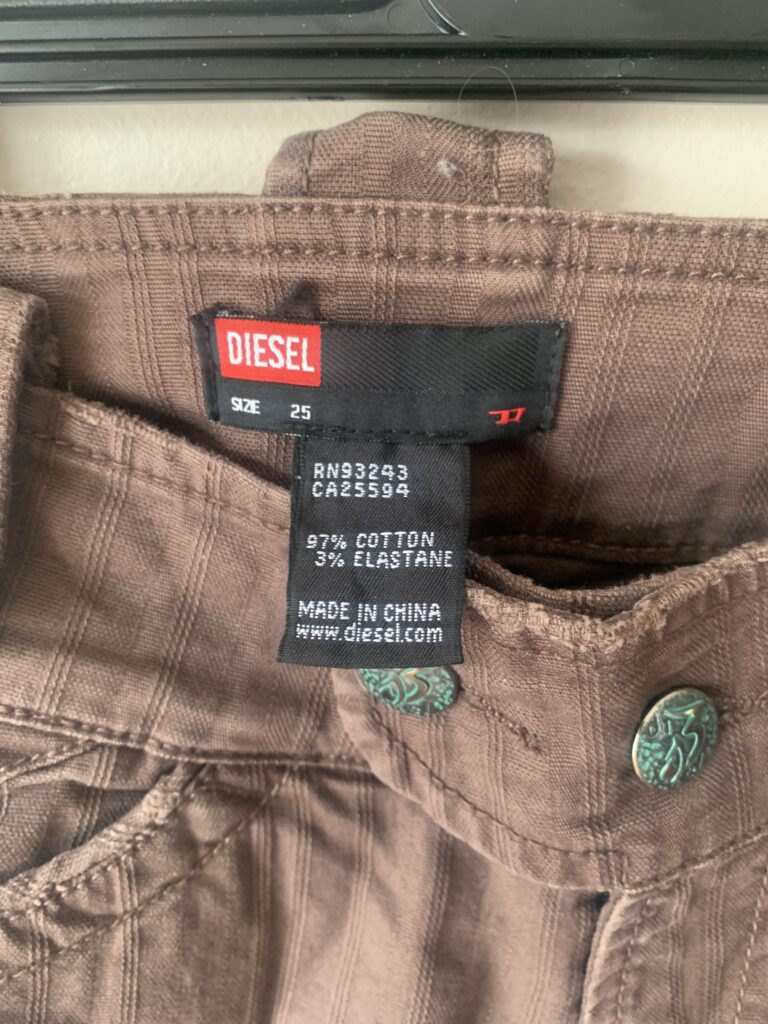 DIESEL
SIZE 25
RN93243
CA25594
97% COTTON
3% ELASTANE
MADE IN CHINA
www.diesel.com